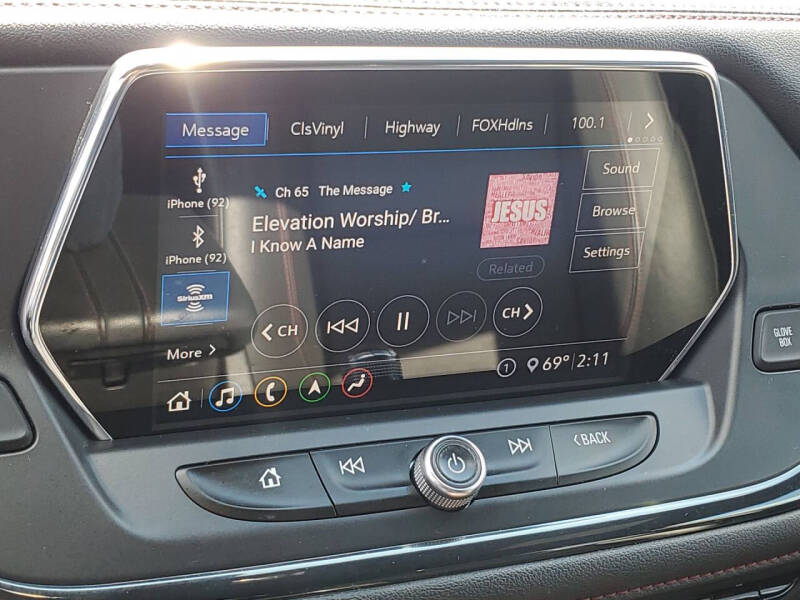 Message ClsVinyl Highway FOXHdlns 100.1 >
iPhone (92)
Ch 65 The Message
Sound
Elevation Worship/ Br...
I Know A Name
JESUS
Browse
iPhone (92)
Settings
Related
SiriusXM
< CH
CH >
More >
1 69° 2:11
GLOVE
BOX
<BACK